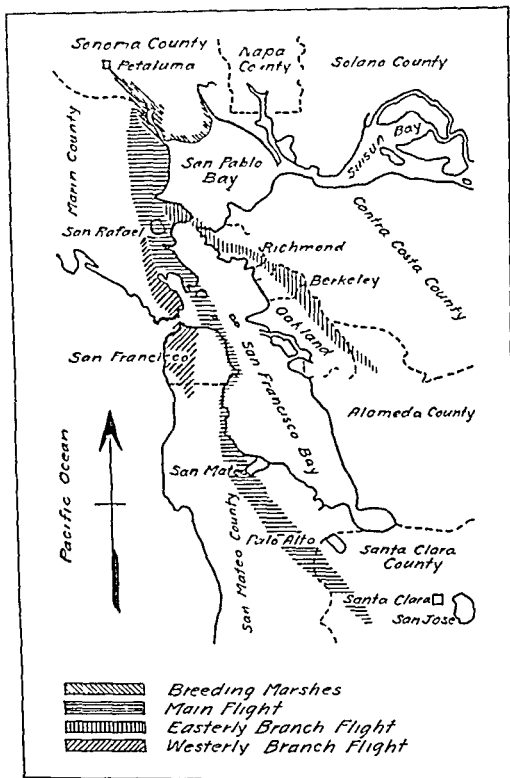 Sonoma County
Petaluma
Napa
County
Solano County
Marin County
San Pablo
Bay
Suisun
Bay
San Rafael
Richmond
Berkeley
Contra Costa County
Oakland
San Francisco
San Francisco Bay
Alameda County
Pacific Ocean
San Mateo
San Mateo County
Palo Alto
Santa Clara
County
Santa Clara
San Jose
Breeding Marshes
Main Flight
Easterly Branch Flight
Westerly Branch Flight